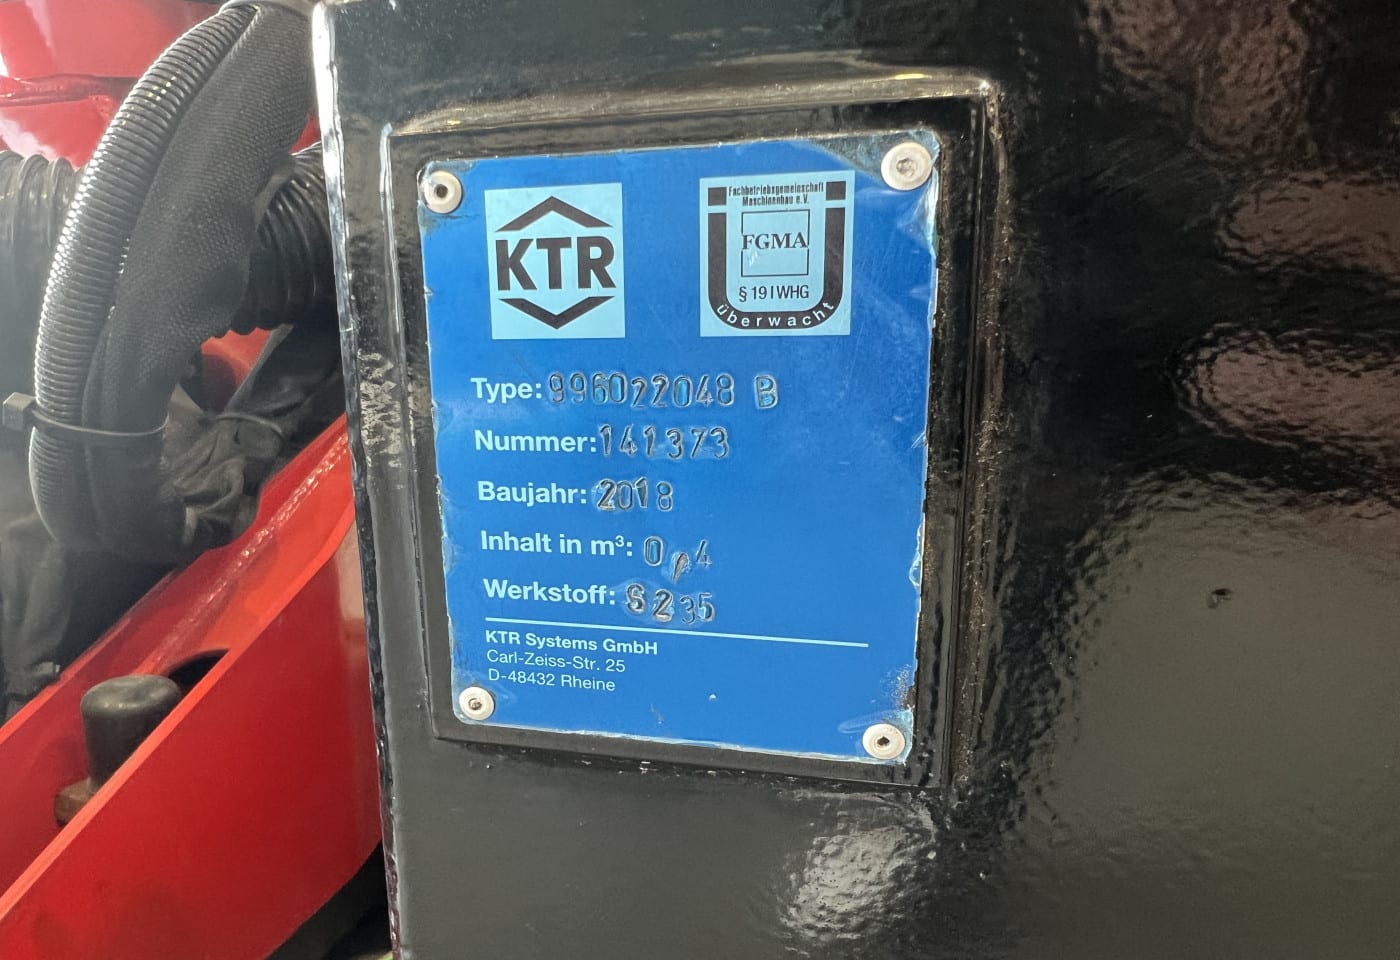 KTR
Fachbetriebsgemeinschaft
Maschinenbau e.V.
FGMA
§ 19 I WHG
überwacht
Type: 996022048 B
Nummer: 141373
Baujahr: 2018
Inhalt in m³: 0,4
Werkstoff: S235
KTR Systems GmbH
Carl-Zeiss-Str. 25
D-48432 Rheine